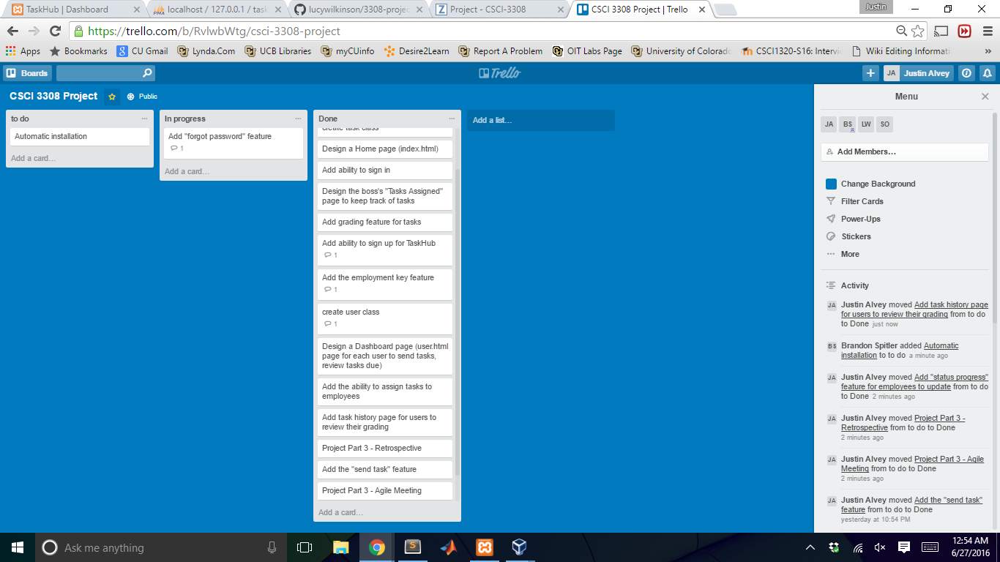 TaskHub | Dashboard
localhost / 127.0.0.1 / task
lucywilkinson/3308-projec
Project - CSCI-3308
CSCI 3308 Project | Trello
Justin
https://trello.com/b/RvlwbWtg/csci-3308-project
Apps
Bookmarks
CU Gmail
Lynda.Com
UCB Libraries
myCUinfo
Desire2Learn
Report A Problem
OIT Labs Page
University of Colorado
CSCI1320-S16: Intervi
Wiki Editing Informati
»
Boards
Trello
JA
Justin Alvey
CSCI 3308 Project
Public
to do
Automatic installation
Add a card…
In progress
Add "forgot password" feature
1
Add a card…
Done
create task class
Design a Home page (index.html)
Add ability to sign in
Design the boss's "Tasks Assigned"
page to keep track of tasks
Add grading feature for tasks
Add ability to sign up for TaskHub
1
Add the employment key feature
1
create user class
1
Design a Dashboard page (user.html
page for each user to send tasks,
review tasks due)
Add the ability to assign tasks to
employees
Add task history page for users to
review their grading
Project Part 3 - Retrospective
Add the "send task" feature
Project Part 3 - Agile Meeting
Add a card…
Add a list…
Menu
JA BS LW SO
Add Members…
Change Background
Filter Cards
Power-Ups
Stickers
More
Activity
JA
Justin Alvey moved Add task history page
for users to review their grading from to do
to Done just now
BS
Brandon Spitler added Automatic
installation to to do a minute ago
JA
Justin Alvey moved Add "status progress"
feature for employees to update from to do
to Done 2 minutes ago
JA
Justin Alvey moved Project Part 3 -
Retrospective from to do to Done
2 minutes ago
JA
Justin Alvey moved Project Part 3 - Agile
Meeting from to do to Done
2 minutes ago
JA
Justin Alvey moved Add the "send task"
feature from to do to Done
yesterday at 10:54 PM
Ask me anything
12:54 AM
6/27/2016